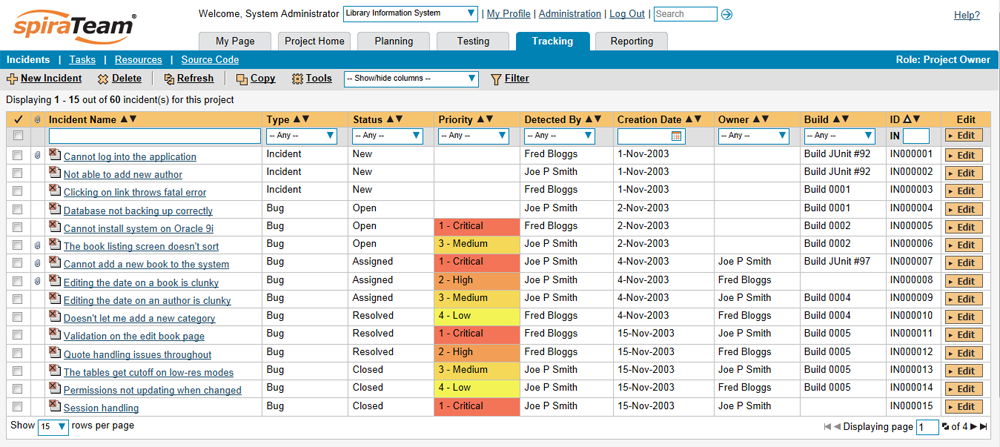 spiraTeam®
Welcome, System Administrator Library Information System | My Profile | Administration | Log Out | Search Help?
My Page Project Home Planning Testing Tracking Reporting
Incidents | Tasks | Resources | Source Code Role: Project Owner
New Incident Delete Refresh Copy Tools -- Show/hide columns -- Filter
Displaying 1 - 15 out of 60 incident(s) for this project
Incident Name Type Status Priority Detected By Creation Date Owner Build ID Edit
-- Any -- -- Any -- -- Any -- -- Any -- -- Any -- -- Any -- IN Edit
Cannot log into the application Incident New Fred Bloggs 1-Nov-2003 Build JUnit #92 IN000001 Edit
Not able to add new author Incident New Joe P Smith 1-Nov-2003 Build JUnit #92 IN000002 Edit
Clicking on link throws fatal error Incident New Fred Bloggs 1-Nov-2003 Build 0001 IN000003 Edit
Database not backing up correctly Bug Open Joe P Smith 2-Nov-2003 Build 0001 IN000004 Edit
Cannot install system on Oracle 9i Bug Open 1 - Critical Fred Bloggs 2-Nov-2003 Build 0002 IN000005 Edit
The book listing screen doesn't sort Bug Open 3 - Medium Joe P Smith 2-Nov-2003 Build 0002 IN000006 Edit
Cannot add a new book to the system Bug Assigned 1 - Critical Fred Bloggs 4-Nov-2003 Joe P Smith Build JUnit #97 IN000007 Edit
Editing the date on a book is clunky Bug Assigned 2 - High Joe P Smith 4-Nov-2003 Fred Bloggs IN000008 Edit
Editing the date on an author is clunky Bug Assigned 3 - Medium Fred Bloggs 4-Nov-2003 Joe P Smith Build 0004 IN000009 Edit
Doesn't let me add a new category Bug Resolved 4 - Low Joe P Smith 4-Nov-2003 Fred Bloggs Build 0004 IN000010 Edit
Validation on the edit book page Bug Resolved 1 - Critical Fred Bloggs 15-Nov-2003 Joe P Smith Build 0005 IN000011 Edit
Quote handling issues throughout Bug Resolved 2 - High Fred Bloggs 15-Nov-2003 Fred Bloggs Build 0005 IN000012 Edit
The tables get cutoff on low-res modes Bug Closed 3 - Medium Joe P Smith 15-Nov-2003 Joe P Smith Build 0005 IN000013 Edit
Permissions not updating when changed Bug Closed 4 - Low Joe P Smith 15-Nov-2003 Fred Bloggs Build 0005 IN000014 Edit
Session handling Bug Closed 1 - Critical Joe P Smith 15-Nov-2003 Joe P Smith IN000015 Edit
Show 15 rows per page Displaying page 1 of 4